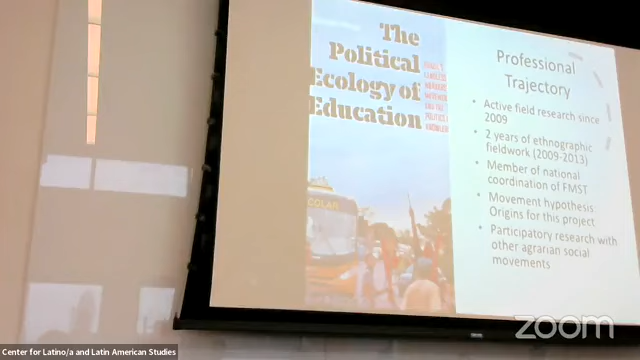 The
Political
Ecology of
Education
COLAR
Professional
Trajectory
• Active field research since
2009
• 2 years of ethnographic
fieldwork (2009-2013)
• Member of national
coordination of FMST
• Movement hypothesis:
Origins for this project
• Participatory research with
other agrarian social
movements
zoom
Center for Latino/a and Latin American Studies